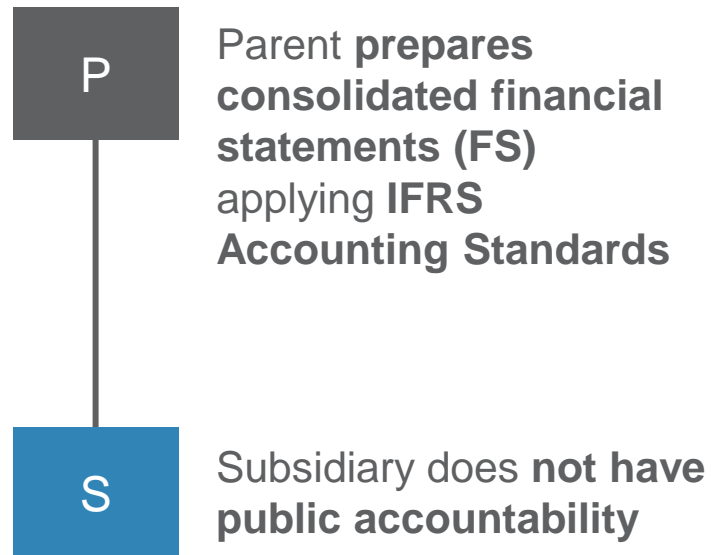 P
Parent prepares
consolidated financial
statements (FS)
applying IFRS
Accounting Standards
S
Subsidiary does not have
public accountability